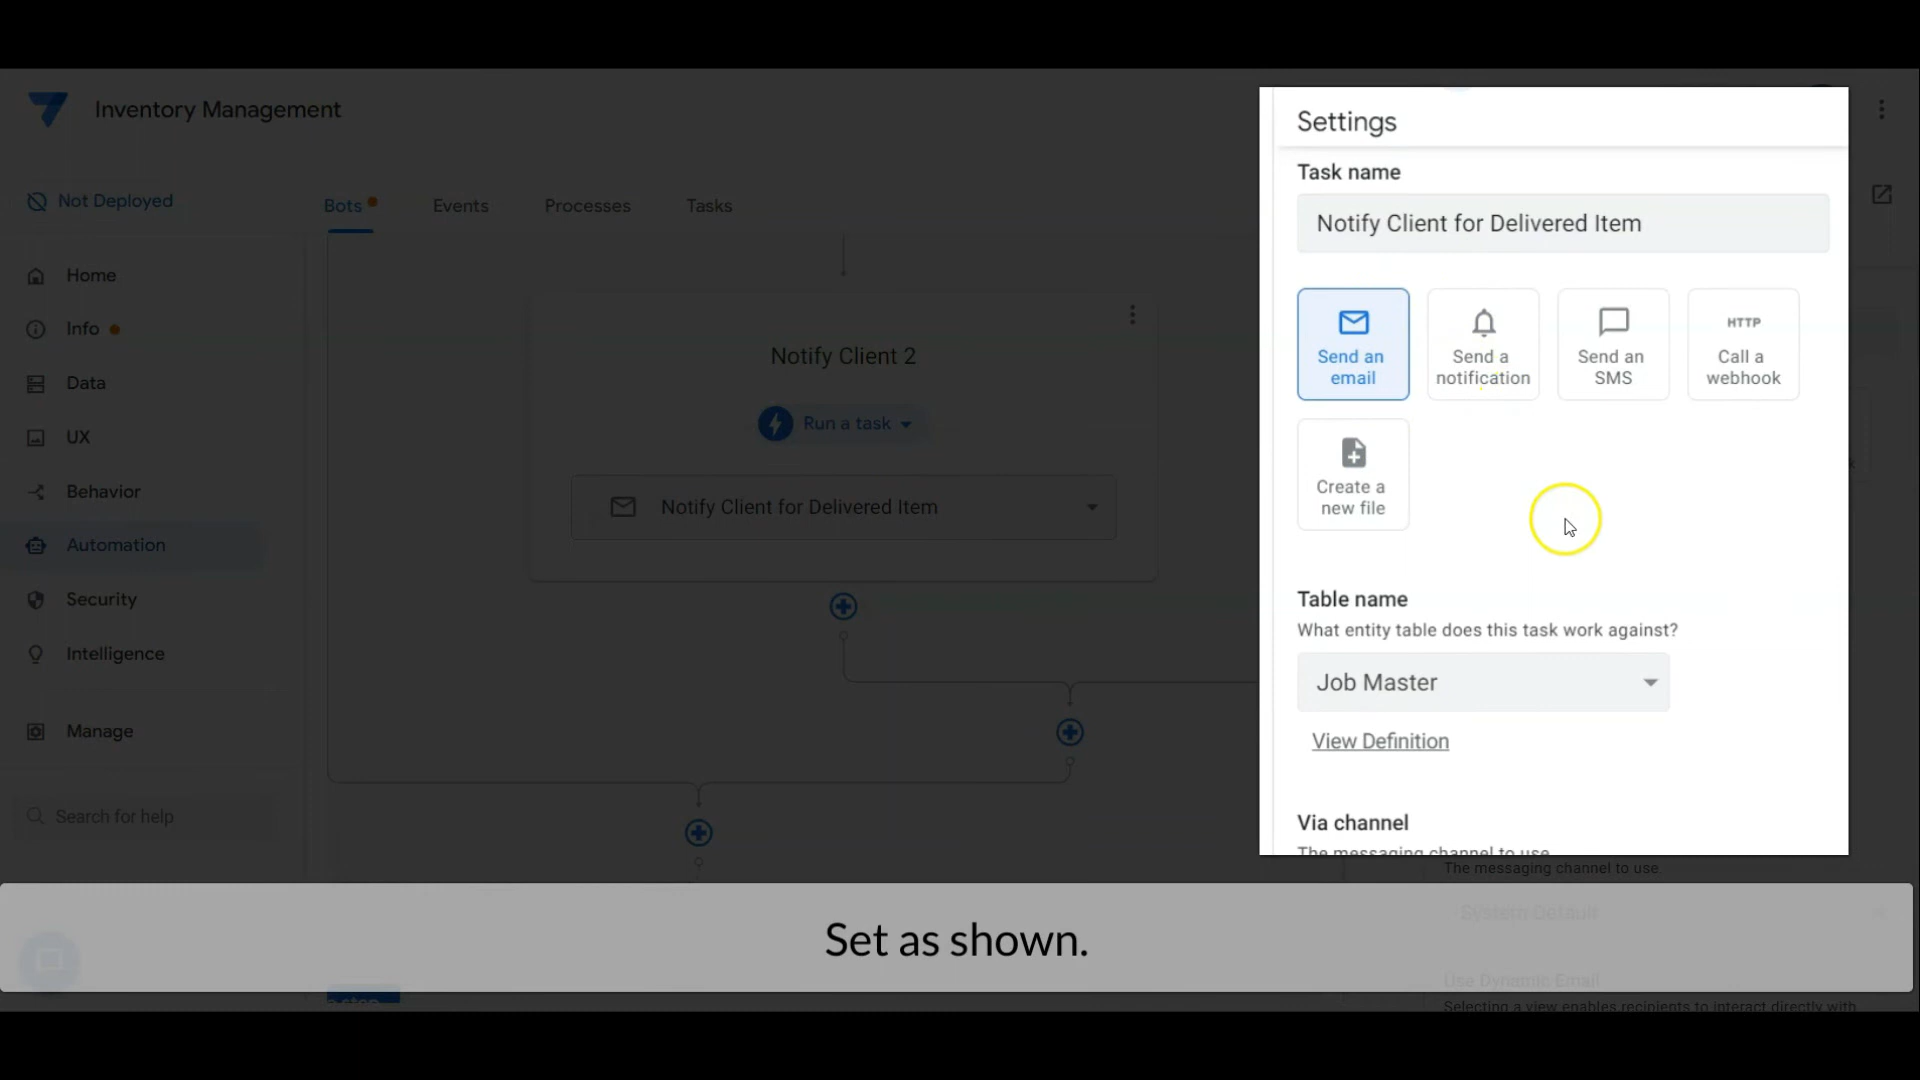 Inventory Management
Not Deployed
Bots
Events
Processes
Tasks
Home
Info
Data
UX
Behavior
Automation
Security
Intelligence
Manage
Search for help
Notify Client 2
Run a task
Notify Client for Delivered Item
Settings
Task name
Notify Client for Delivered Item
Send an
email
Send a
notification
Send an
SMS
HTTP
Call a
webhook
Create a
new file
Table name
What entity table does this task work against?
Job Master
View Definition
Via channel
The messaging channel to use
The messaging channel to use.
System Default
Use Dynamic Email
Selecting a view enables recipients to interact directly with
Set as shown.